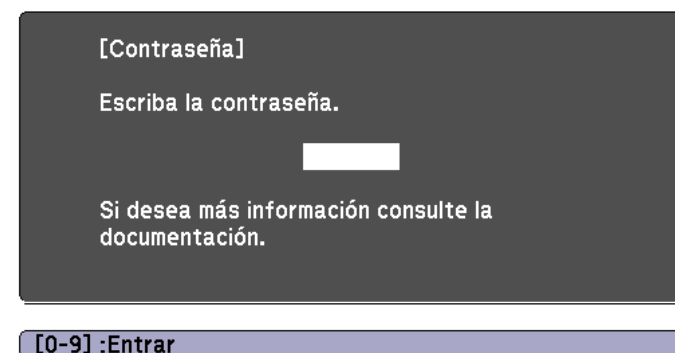 [Contraseña]
Escriba la contraseña.
Si desea más información consulte la
documentación.
[0-9] :Entrar